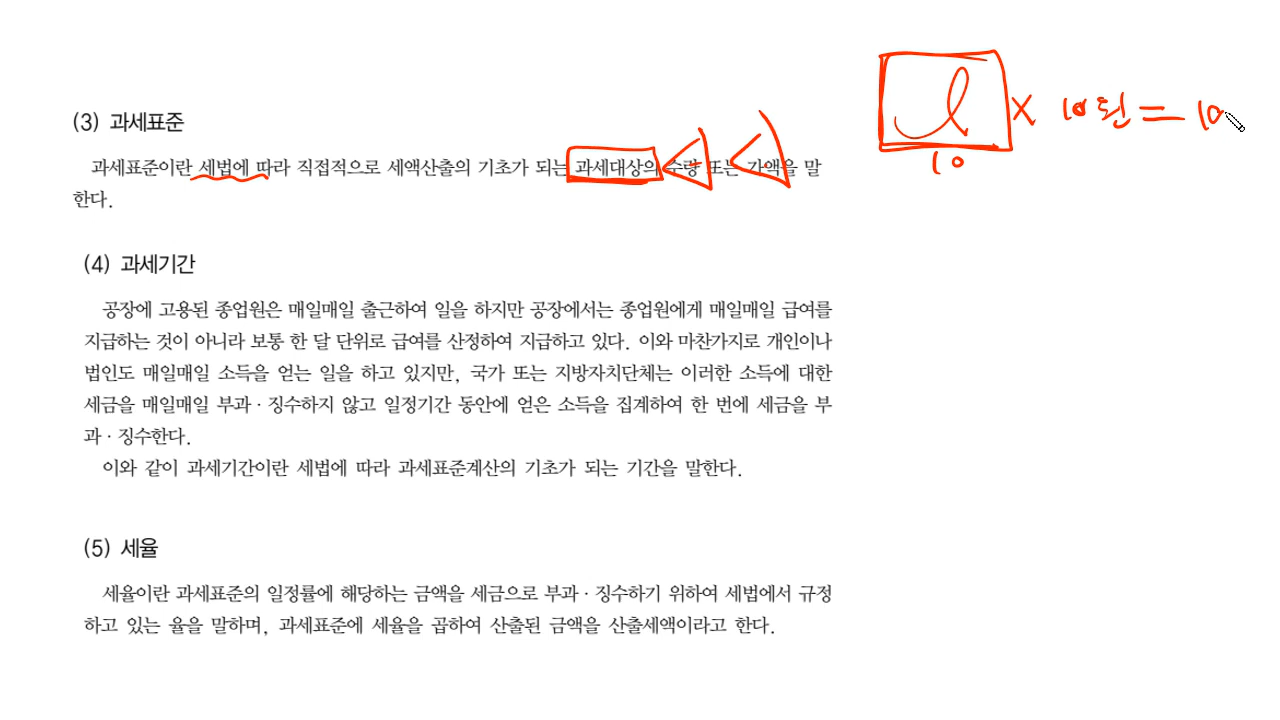 (3) 과세표준
과세표준이란 세법에 따라 직접적으로 세액산출의 기초가 되는 과세대상의 수량 또는 가액을 말
한다.
(4) 과세기간
공장에 고용된 종업원은 매일매일 출근하여 일을 하지만 공장에서는 종업원에게 매일매일 급여를
지급하는 것이 아니라 보통 한 달 단위로 급여를 산정하여 지급하고 있다. 이와 마찬가지로 개인이나
법인도 매일매일 소득을 얻는 일을 하고 있지만, 국가 또는 지방자치단체는 이러한 소득에 대한
세금을 매일매일 부과·징수하지 않고 일정기간 동안에 얻은 소득을 집계하여 한 번에 세금을 부
과·징수한다.
이와 같이 과세기간이란 세법에 따라 과세표준계산의 기초가 되는 기간을 말한다.
(5) 세율
세율이란 과세표준의 일정률에 해당하는 금액을 세금으로 부과·징수하기 위하여 세법에서 규정
하고 있는 율을 말하며, 과세표준에 세율을 곱하여 산출된 금액을 산출세액이라고 한다.
l × 10원 = 10
10